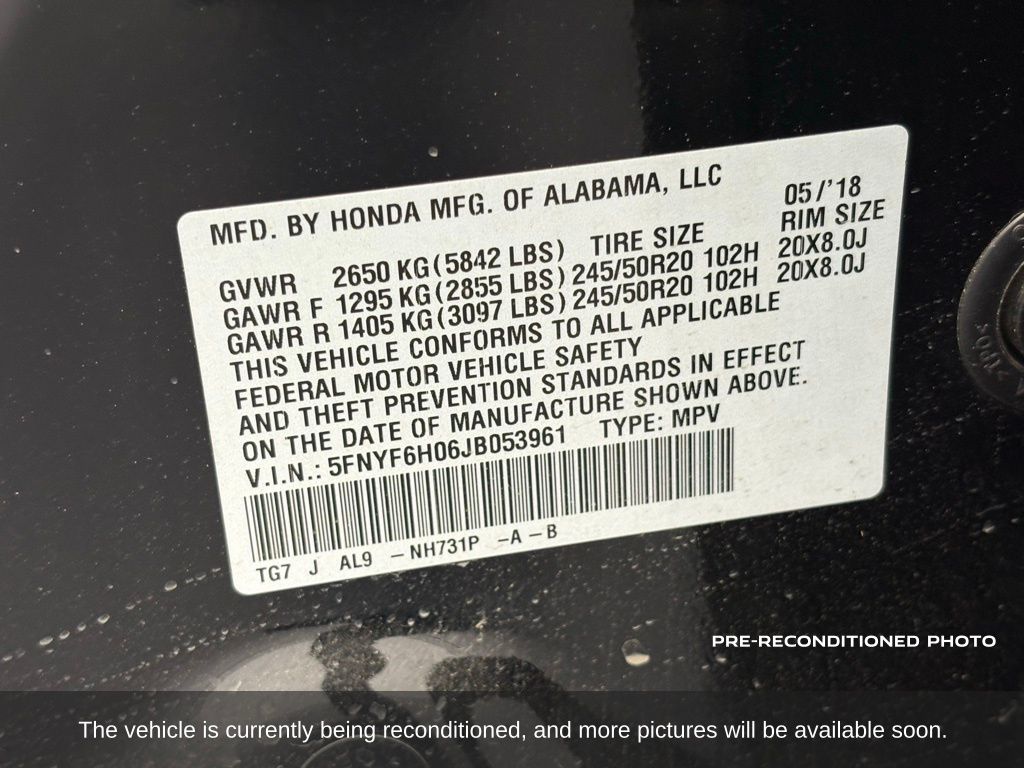 MFD. BY HONDA MFG. OF ALABAMA, LLC
05/'18
GVWR 2650 KG(5842 LBS) TIRE SIZE RIM SIZE
GAWR F 1295 KG(2855 LBS) 245/50R20 102H 20X8.0J
GAWR R 1405 KG(3097 LBS) 245/50R20 102H 20X8.0J
THIS VEHICLE CONFORMS TO ALL APPLICABLE
FEDERAL MOTOR VEHICLE SAFETY
AND THEFT PREVENTION STANDARDS IN EFFECT
ON THE DATE OF MANUFACTURE SHOWN ABOVE.
V.I.N.: 5FNYF6H06JB053961 TYPE: MPV
TG7 J AL9 -NH731P -A-B
PRE-RECONDITIONED PHOTO
The vehicle is currently being reconditioned, and more pictures will be available soon.